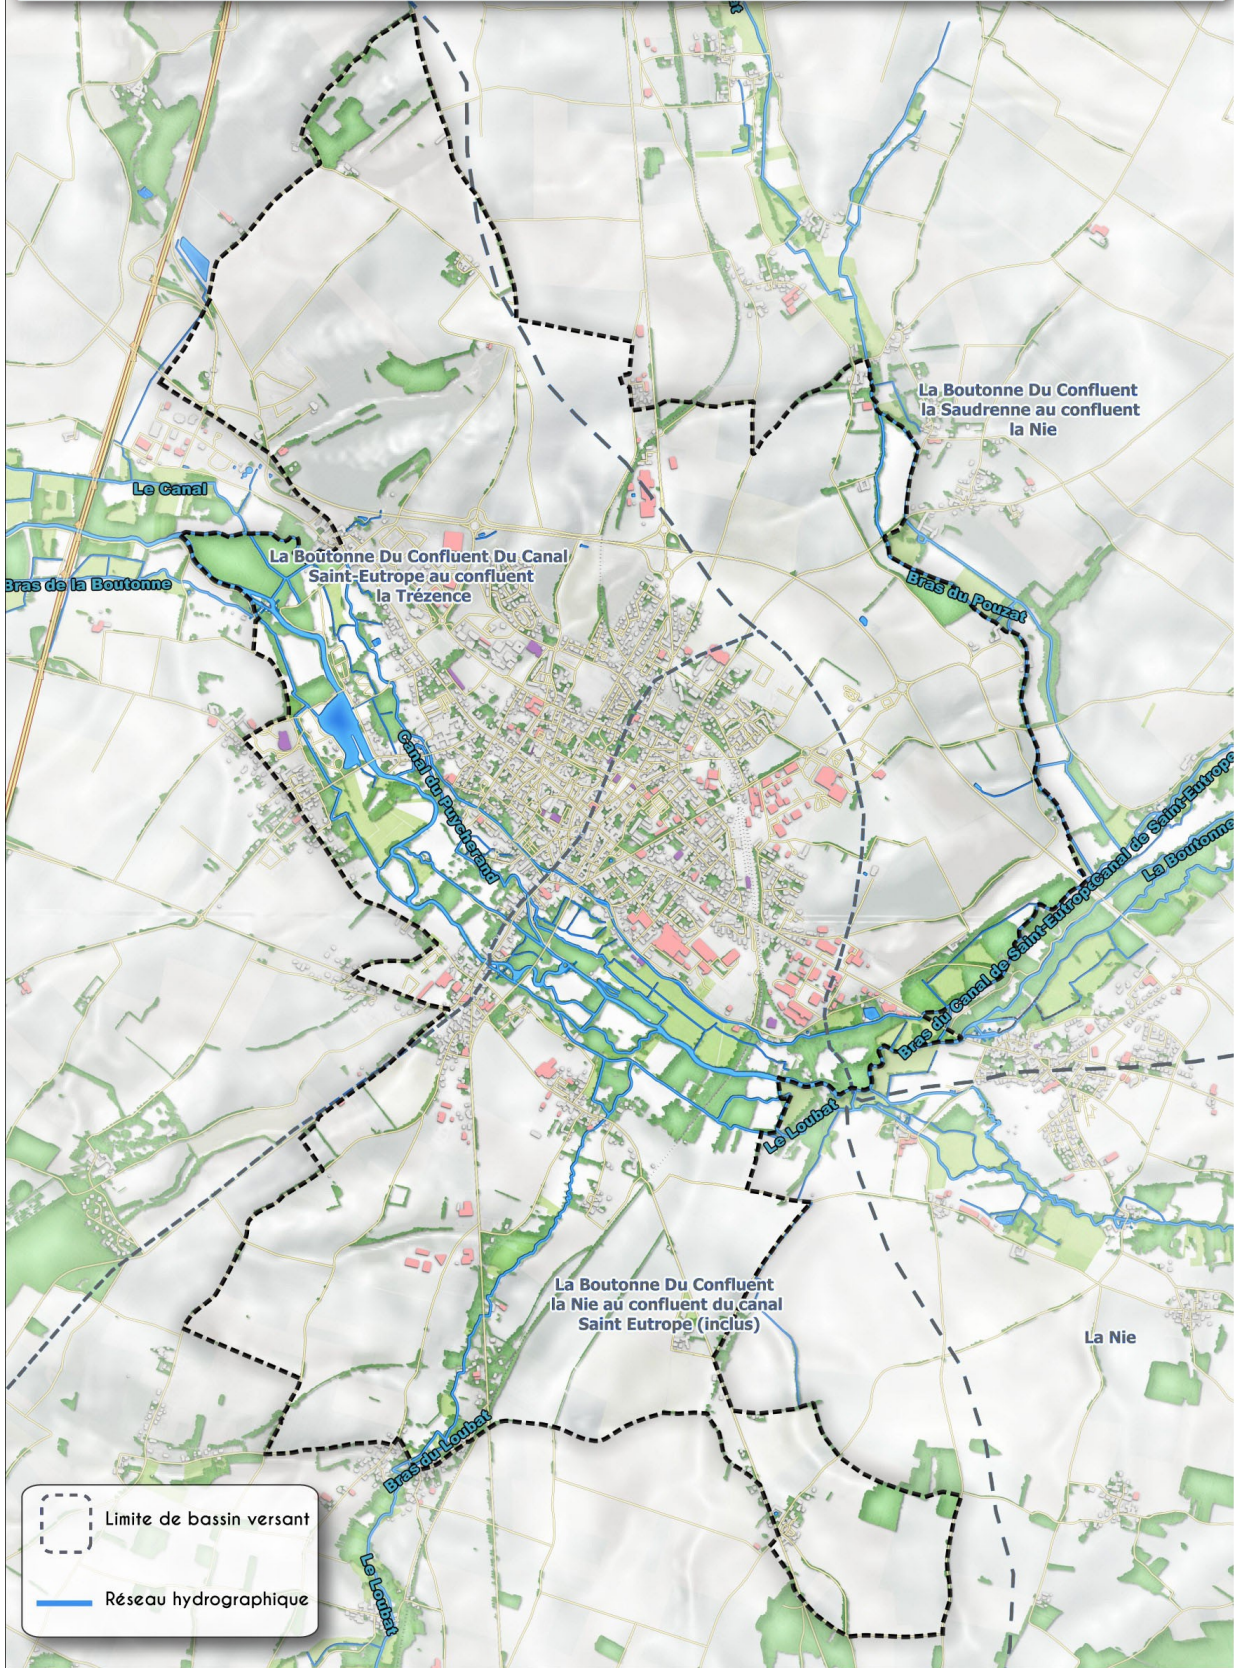 La Boutonne Du Confluent
la Saudrenne au confluent
la Nie
Le Canal
La Boutonne Du Confluent Du Canal
Saint-Eutrope au confluent
la Trézence
Bras de la Boutonne
Bras du Pouzat
Canal du Puycherand
Canal de Saint-Eutrope
La Boutonne
Bras du Canal de Saint-Eutrope
Le Loubat
La Boutonne Du Confluent
la Nie au confluent du canal
Saint Eutrope (inclus)
La Nie
Bras du Loubat
Le Loubat
Limite de bassin versant
Réseau hydrographique